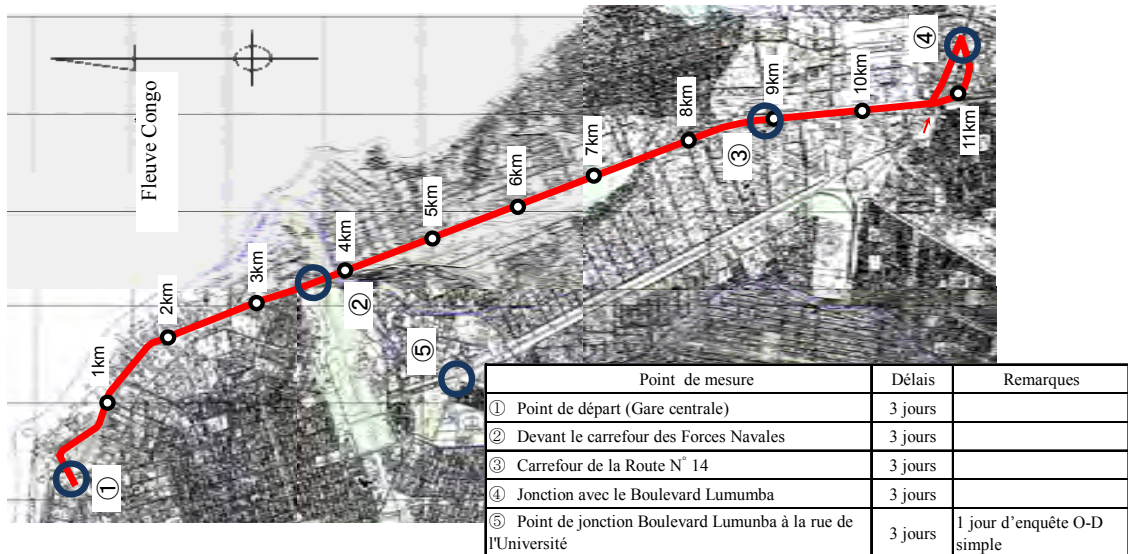 Fleuve Congo
①
1km
2km
3km
②
4km
5km
⑤
6km
7km
8km
③
9km
10km
④
11km
Point de mesure Délais Remarques
① Point de départ (Gare centrale) 3 jours
② Devant le carrefour des Forces Navales 3 jours
③ Carrefour de la Route N° 14 3 jours
④ Jonction avec le Boulevard Lumumba 3 jours
⑤ Point de jonction Boulevard Lumunba à la rue de
l'Université 3 jours 1 jour d'enquête O-D
simple